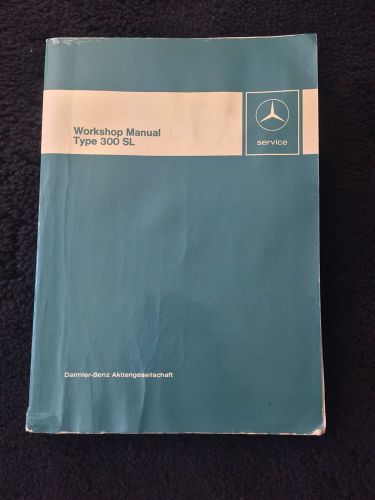 Workshop Manual
Type 300 SL
service
Daimler-Benz Aktiengesellschaft